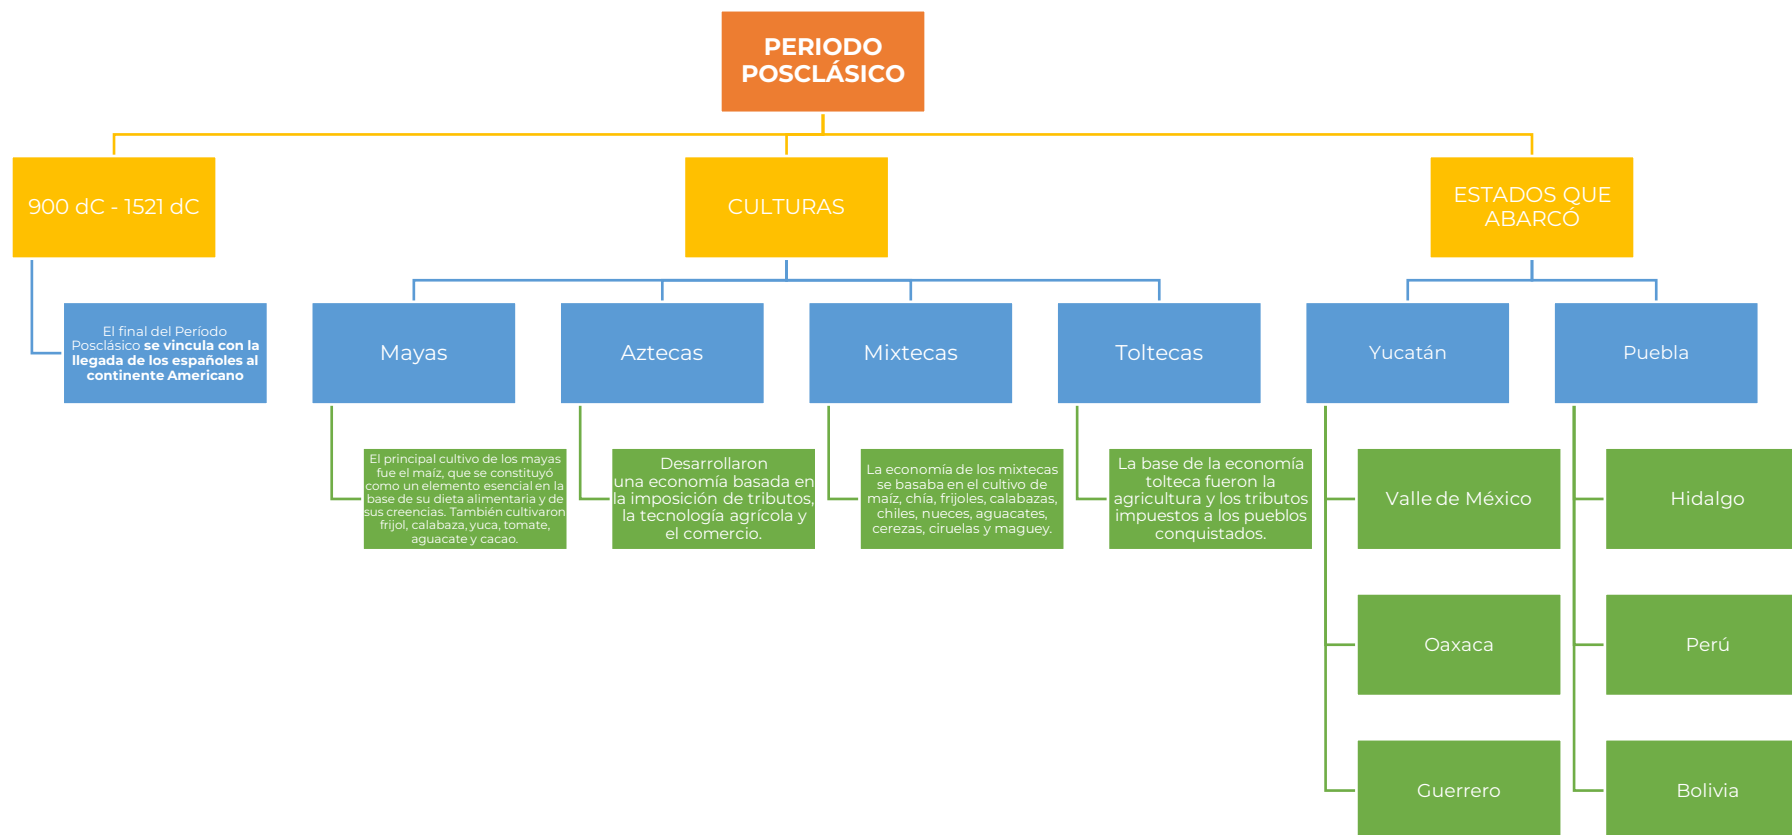 PERIODO
POSCLÁSICO
900 dC - 1521 dC
CULTURAS
ESTADOS QUE
ABARCÓ
El final del Período
Posclásico se vincula con la
llegada de los españoles al
continente Americano
Mayas
Aztecas
Mixtecas
Toltecas
Yucatán
Puebla
El principal cultivo de los mayas
fue el maíz, que se constituyó
como un elemento esencial en la
base de su dieta alimentaria y de
sus creencias. También cultivaron
frijol, calabaza, yuca, tomate,
aguacate y cacao.
Desarrollaron
una economía basada en
la imposición de tributos,
la tecnología agrícola y
el comercio.
La economía de los mixtecas
se basaba en el cultivo de
maíz, chía, frijoles, calabazas,
chiles, nueces, aguacates,
cerezas, ciruelas y maguey.
La base de la economía
tolteca fueron la
agricultura y los tributos
impuestos a los pueblos
conquistados.
Valle de México
Hidalgo
Oaxaca
Perú
Guerrero
Bolivia